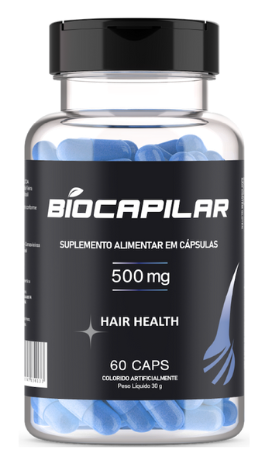 BIOCAPILAR
SUPLEMENTO ALIMENTAR EM CÁPSULAS
500 mg
HAIR HEALTH
60 CAPS
COLORIDO ARTIFICIALMENTE
Peso Líquido 30 g